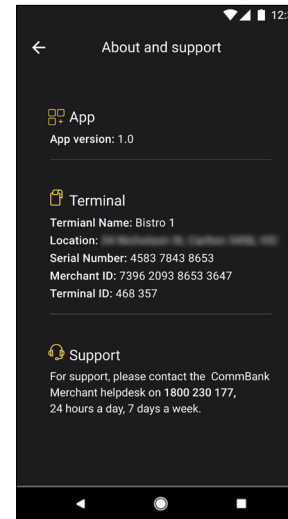 12:
About and support
App
App version: 1.0
Terminal
Termianl Name: Bistro 1
Location:
Serial Number: 4583 7843 8653
Merchant ID: 7396 2093 8653 3647
Terminal ID: 468 357
Support
For support, please contact the CommBank
Merchant helpdesk on 1800 230 177,
24 hours a day, 7 days a week.